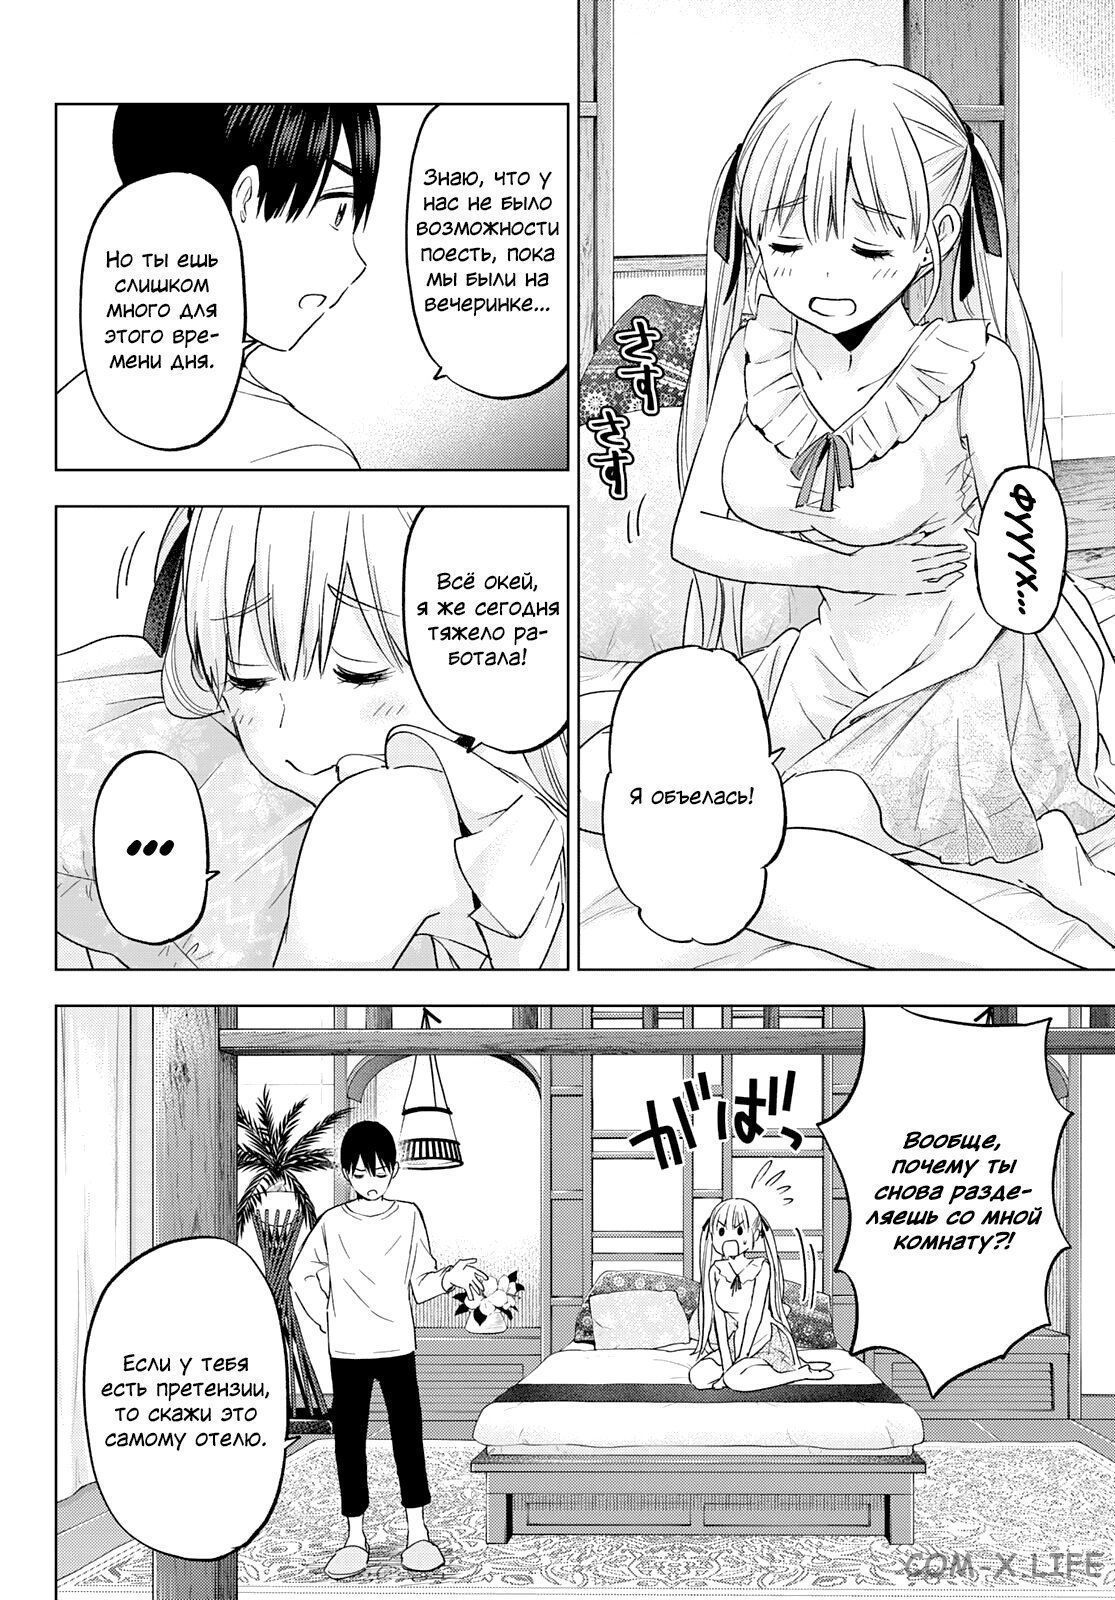 Фуууx...
さす
さす
Я объелась!
Знаю, что у
нас не было
возможности
поесть, пока
мы были на
вечеринке...
Но ты ешь
слишком
много для
этого вре-
мени дня.
Всё окей,
я же сегодня
тяжело ра-
ботала!
...
Вообще,
почему ты
снова разде-
ляешь со мной
комнату?!
がばっ
Если у тебя
есть претензии,
то скажи это
самому отелю.
COM-X.LIFE